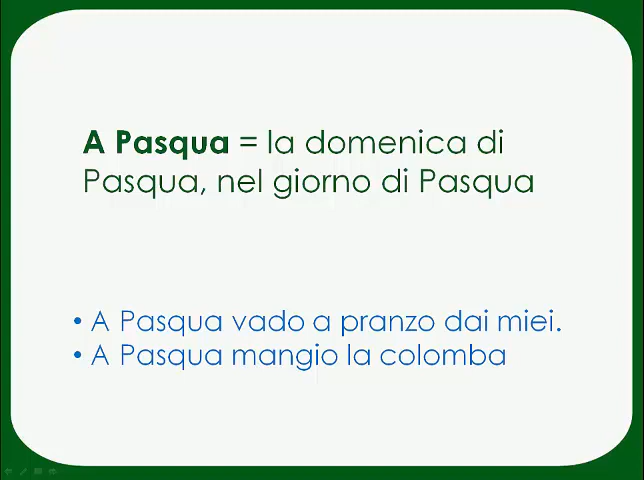 A Pasqua = la domenica di
Pasqua, nel giorno di Pasqua
• A Pasqua vado a pranzo dai miei.
• A Pasqua mangio la colomba